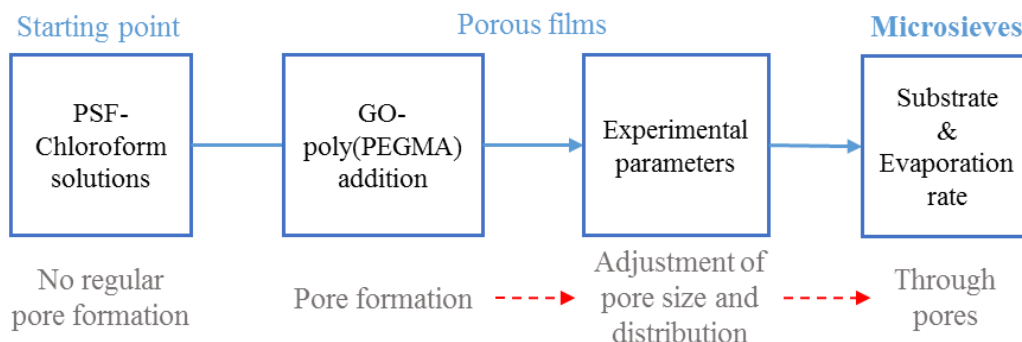 Starting point
Porous films
Microsieves
PSF-
Chloroform
solutions
GO-
poly(PEGMA)
addition
Experimental
parameters
Substrate
&
Evaporation
rate
No regular
pore formation
Pore formation
Adjustment of
pore size and
distribution
Through
pores